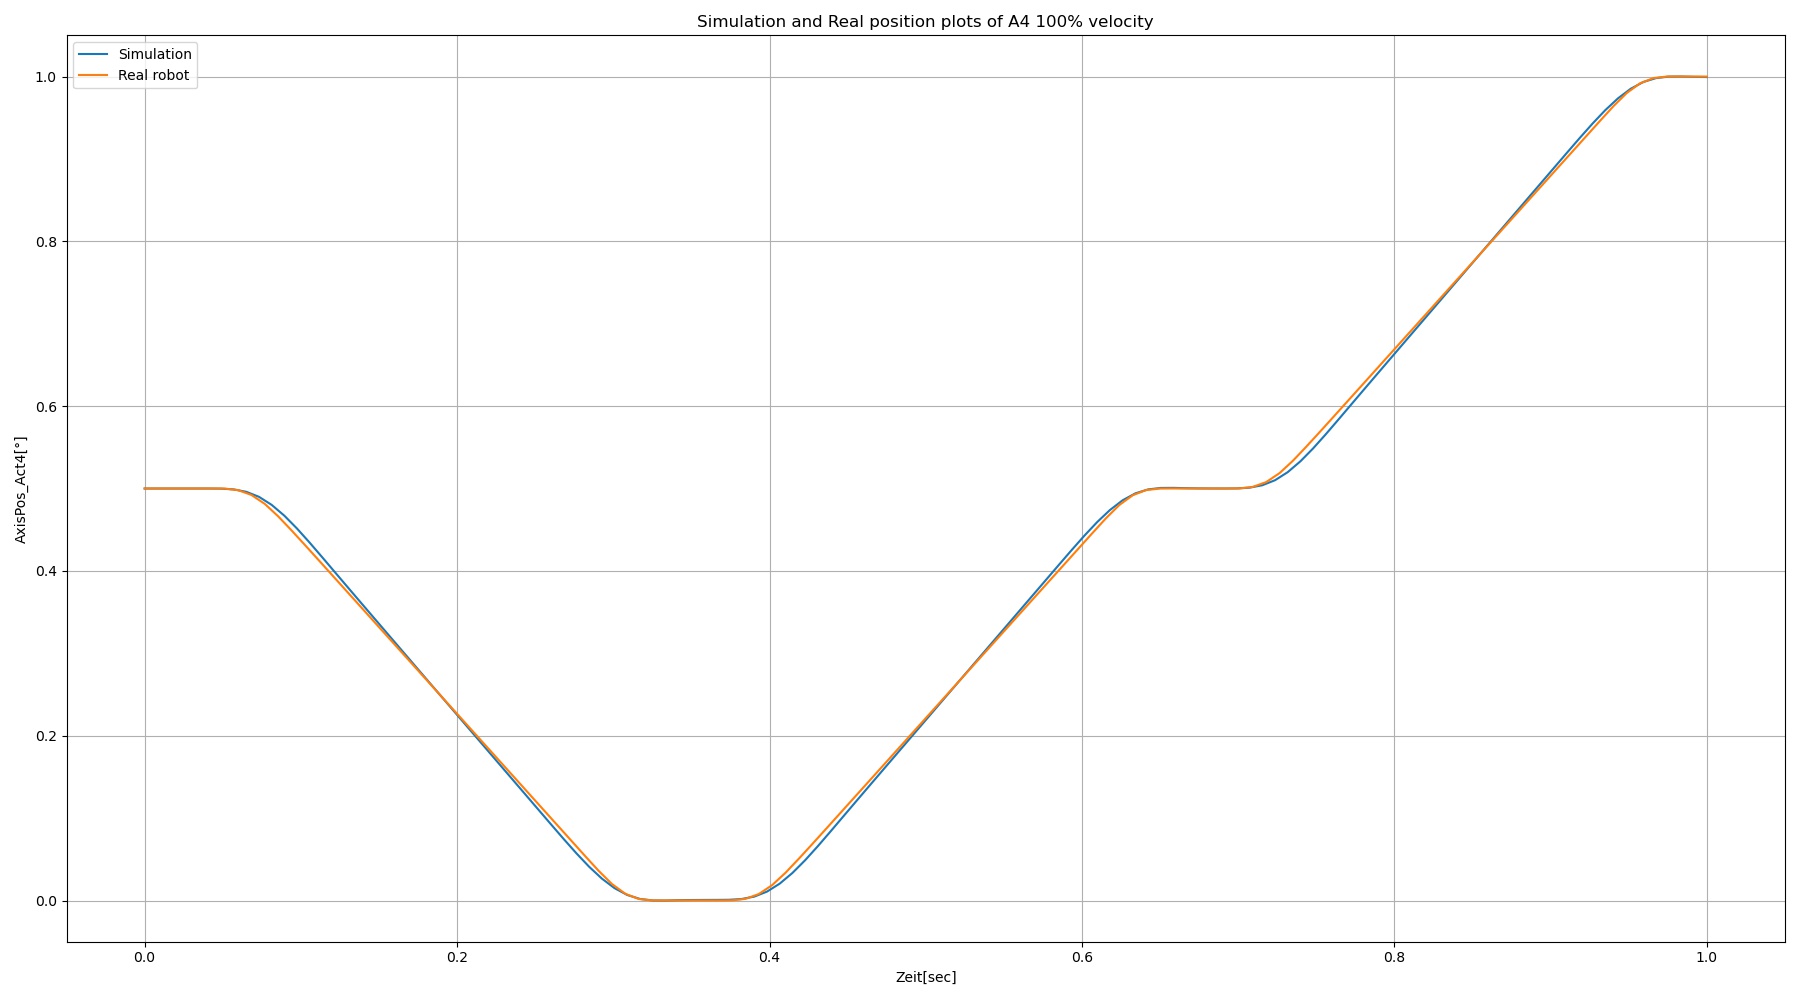 Simulation and Real position plots of A4 100% velocity
Simulation
Real robot
1.0
0.8
0.6
0.4
0.2
0.0
AxisPos_Act4[°]
0.0 0.2 0.4 0.6 0.8 1.0
Zeit[sec]